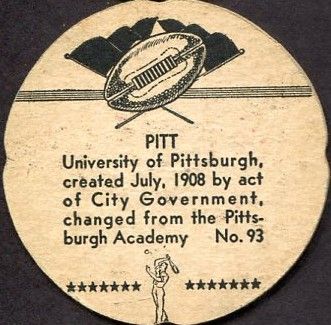 PITT
University of Pittsburgh,
created July, 1908 by act
of City Government,
changed from the Pitts-
burgh Academy No. 93